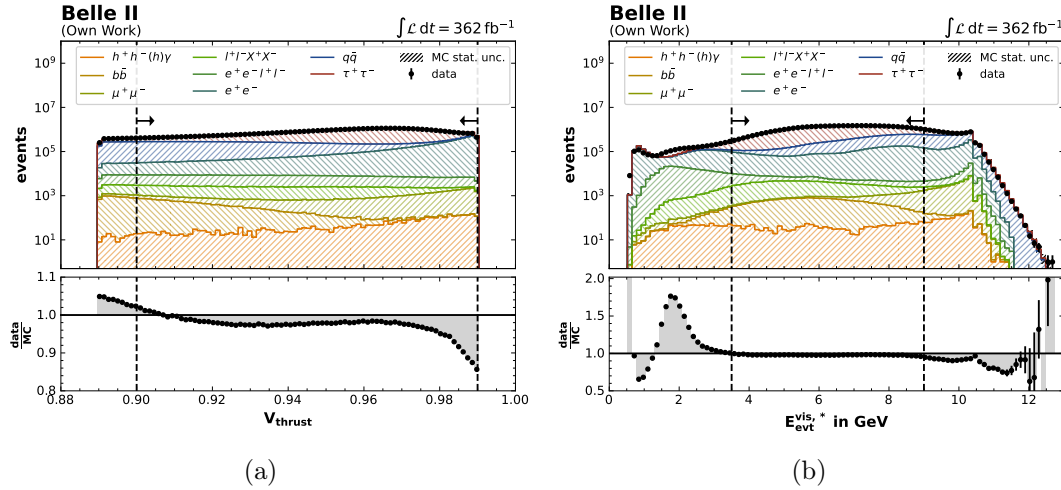 Belle II
(Own Work)
∫ℒ dt = 362 fb⁻¹
h⁺h⁻(h)γ
bb̄
μ⁺μ⁻
l⁺l⁻X⁺X⁻
e⁺e⁻l⁺l⁻
e⁺e⁻
qq̄
τ⁺τ⁻
MC stat. unc.
data
events
10⁹
10⁷
10⁵
10³
10¹
data
MC
1.1
1.0
0.9
0.8
0.88 0.90 0.92 0.94 0.96 0.98 1.00
V_thrust
(a)
Belle II
(Own Work)
∫ℒ dt = 362 fb⁻¹
h⁺h⁻(h)γ
bb̄
μ⁺μ⁻
l⁺l⁻X⁺X⁻
e⁺e⁻l⁺l⁻
e⁺e⁻
qq̄
τ⁺τ⁻
MC stat. unc.
data
events
10⁹
10⁷
10⁵
10³
10¹
data
MC
2.0
1.5
1.0
0.5
0 2 4 6 8 10 12
E_evt^vis, * in GeV
(b)